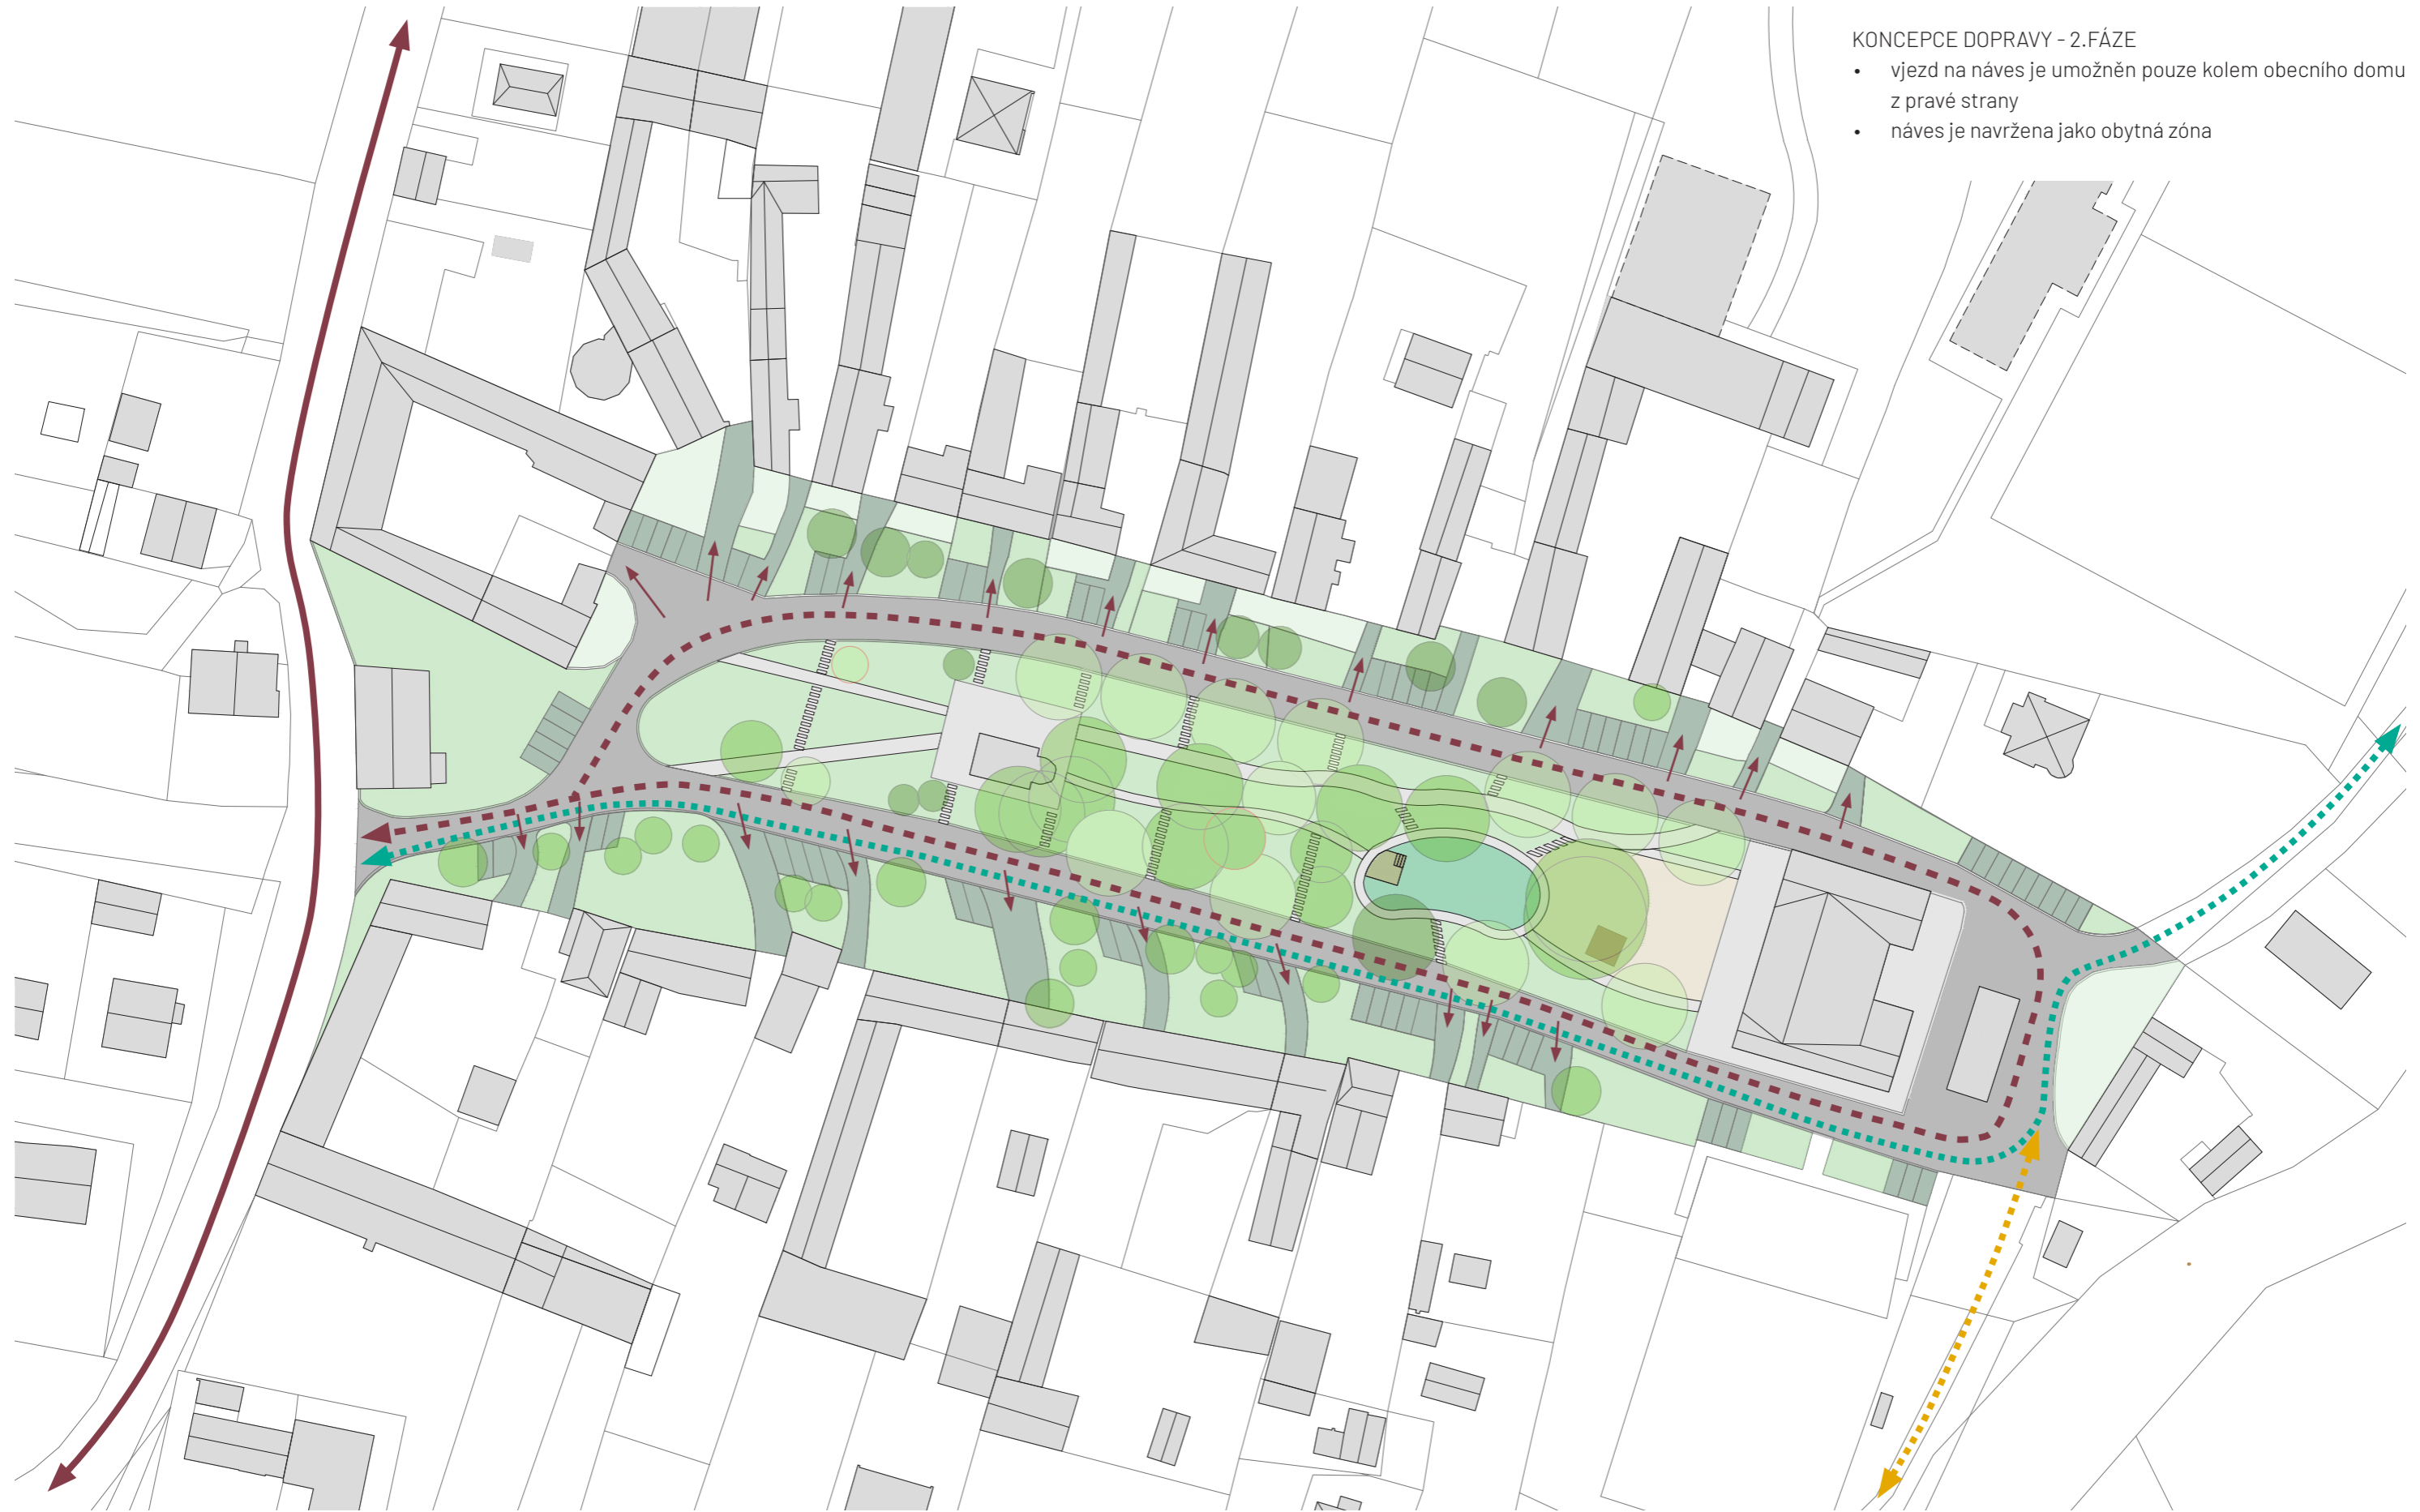 KONCEPCE DOPRAVY - 2.FÁZE
• vjezd na náves je umožněn pouze kolem obecního domu
z pravé strany
• náves je navržena jako obytná zóna